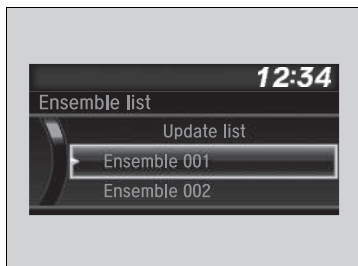 12:34
Ensemble list
Update list
Ensemble 001
Ensemble 002